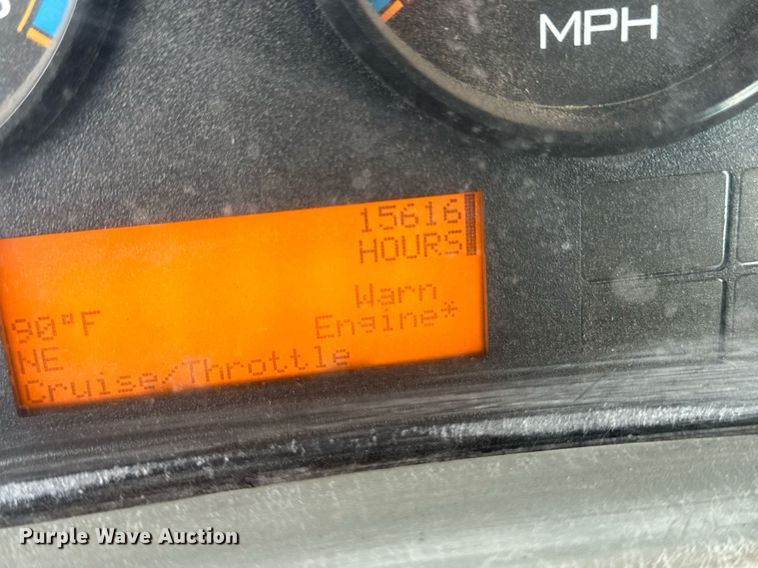 MPH
15616
HOURS
Warn
90°F
Engine*
NE
Cruise/Throttle
Purple Wave Auction